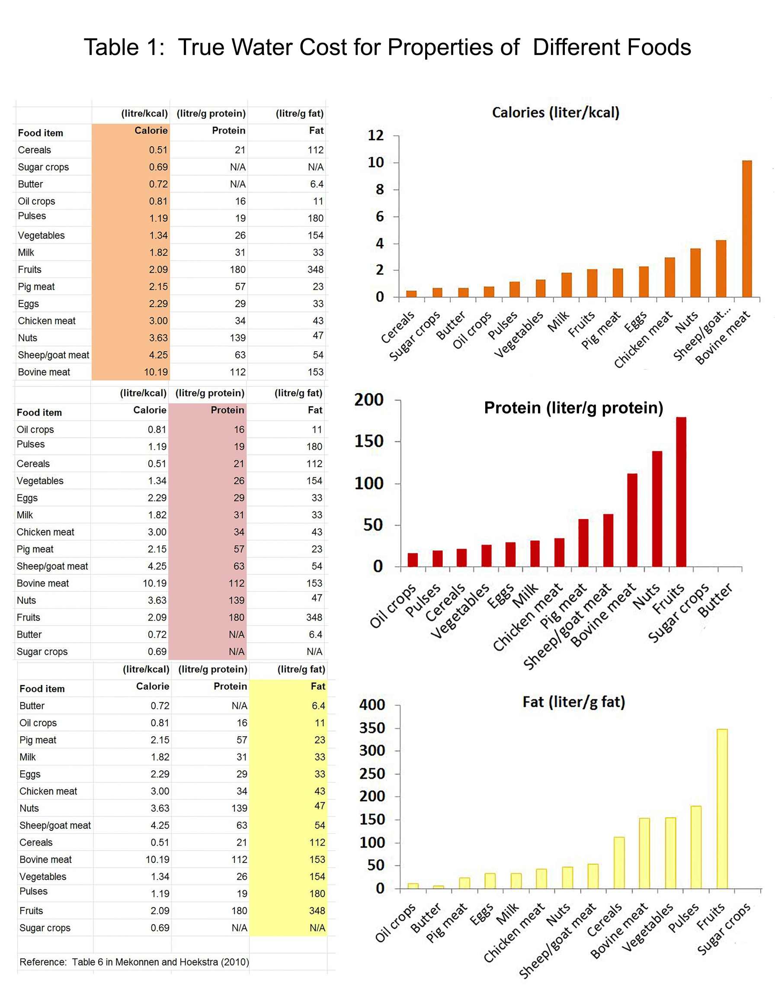 Table 1:  True Water Cost for Properties of  Different Foods
(litre/kcal) (litre/g protein) (litre/g fat)
Food item Calorie Protein Fat
Cereals 0.51 21 112
Sugar crops 0.69 N/A N/A
Butter 0.72 N/A 6.4
Oil crops 0.81 16 11
Pulses 1.19 19 180
Vegetables 1.34 26 154
Milk 1.82 31 33
Fruits 2.09 180 348
Pig meat 2.15 57 23
Eggs 2.29 29 33
Chicken meat 3.00 34 43
Nuts 3.63 139 47
Sheep/goat meat 4.25 63 54
Bovine meat 10.19 112 153
Calories (liter/kcal)
12
10
8
6
4
2
0
Cereals
Sugar crops
Butter
Oil crops
Pulses
Vegetables
Milk
Fruits
Pig meat
Eggs
Chicken meat
Nuts
Sheep/goat...
Bovine meat
(litre/kcal) (litre/g protein) (litre/g fat)
Food item Calorie Protein Fat
Oil crops 0.81 16 11
Pulses 1.19 19 180
Cereals 0.51 21 112
Vegetables 1.34 26 154
Eggs 2.29 29 33
Milk 1.82 31 33
Chicken meat 3.00 34 43
Pig meat 2.15 57 23
Sheep/goat meat 4.25 63 54
Bovine meat 10.19 112 153
Nuts 3.63 139 47
Fruits 2.09 180 348
Butter 0.72 N/A 6.4
Sugar crops 0.69 N/A N/A
Protein (liter/g protein)
200
150
100
50
0
Oil crops
Pulses
Cereals
Vegetables
Eggs
Milk
Chicken meat
Pig meat
Sheep/goat meat
Bovine meat
Nuts
Fruits
Sugar crops
Butter
(litre/kcal) (litre/g protein) (litre/g fat)
Food item Calorie Protein Fat
Butter 0.72 N/A 6.4
Oil crops 0.81 16 11
Pig meat 2.15 57 23
Milk 1.82 31 33
Eggs 2.29 29 33
Chicken meat 3.00 34 43
Nuts 3.63 139 47
Sheep/goat meat 4.25 63 54
Cereals 0.51 21 112
Bovine meat 10.19 112 153
Vegetables 1.34 26 154
Pulses 1.19 19 180
Fruits 2.09 180 348
Sugar crops 0.69 N/A N/A
Reference:  Table 6 in Mekonnen and Hoekstra (2010)
Fat (liter/g fat)
400
350
300
250
200
150
100
50
0
Oil crops
Butter
Pig meat
Eggs
Milk
Chicken meat
Nuts
Sheep/goat meat
Cereals
Bovine meat
Vegetables
Pulses
Fruits
Sugar crops